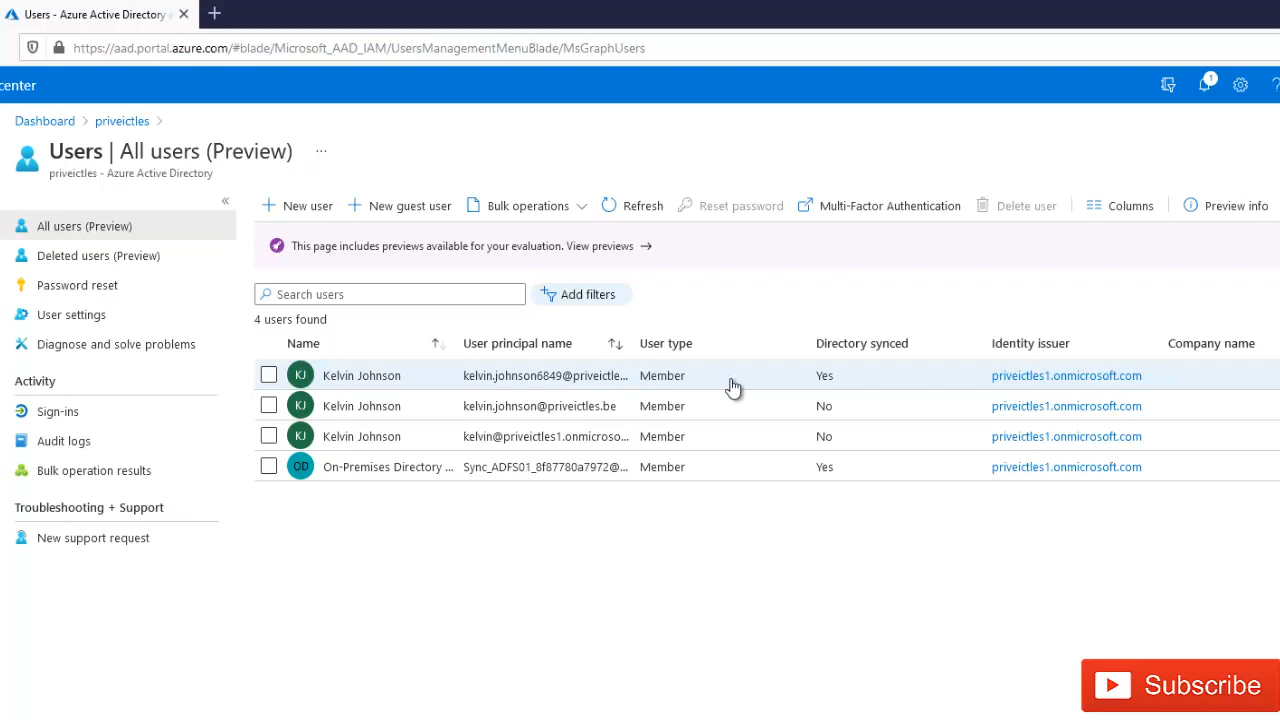 Users - Azure Active Directory a
https://aad.portal.azure.com/#blade/Microsoft_AAD_IAM/UsersManagementMenuBlade/MsGraphUsers
center
1
?
Dashboard > priveictles >
Users | All users (Preview) ...
priveictles - Azure Active Directory
«
All users (Preview)
Deleted users (Preview)
Password reset
User settings
Diagnose and solve problems
Activity
Sign-ins
Audit logs
Bulk operation results
Troubleshooting + Support
New support request
+ New user + New guest user Bulk operations Refresh Reset password Multi-Factor Authentication Delete user Columns Preview info
This page includes previews available for your evaluation. View previews →
Search users Add filters
4 users found
Name User principal name User type Directory synced Identity issuer Company name
KJ Kelvin Johnson kelvin.johnson6849@priveictle... Member Yes priveictles1.onmicrosoft.com
KJ Kelvin Johnson kelvin.johnson@priveictles.be Member No priveictles1.onmicrosoft.com
KJ Kelvin Johnson kelvin@priveictles1.onmicroso... Member No priveictles1.onmicrosoft.com
OD On-Premises Directory ... Sync_ADFS01_8f87780a7972@... Member Yes priveictles1.onmicrosoft.com
Subscribe